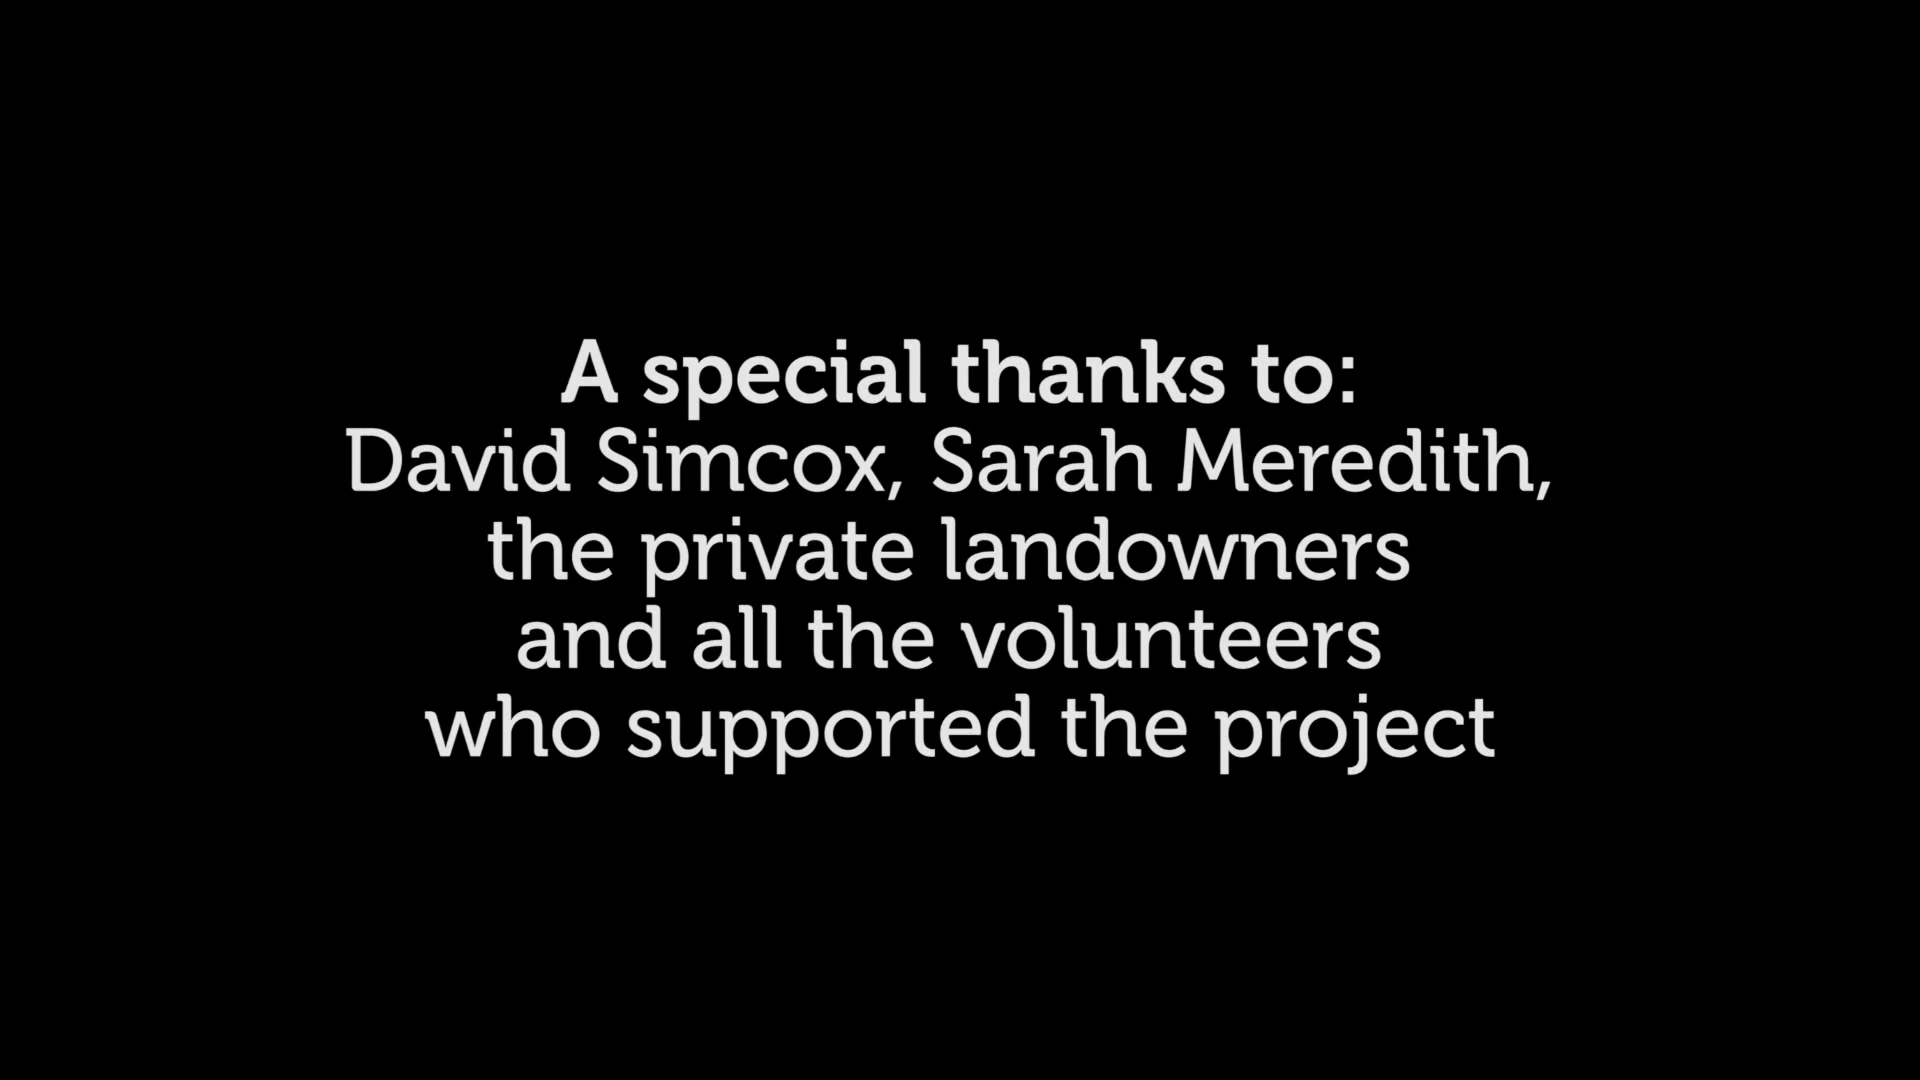 A special thanks to:
David Simcox, Sarah Meredith,
the private landowners
and all the volunteers
who supported the project